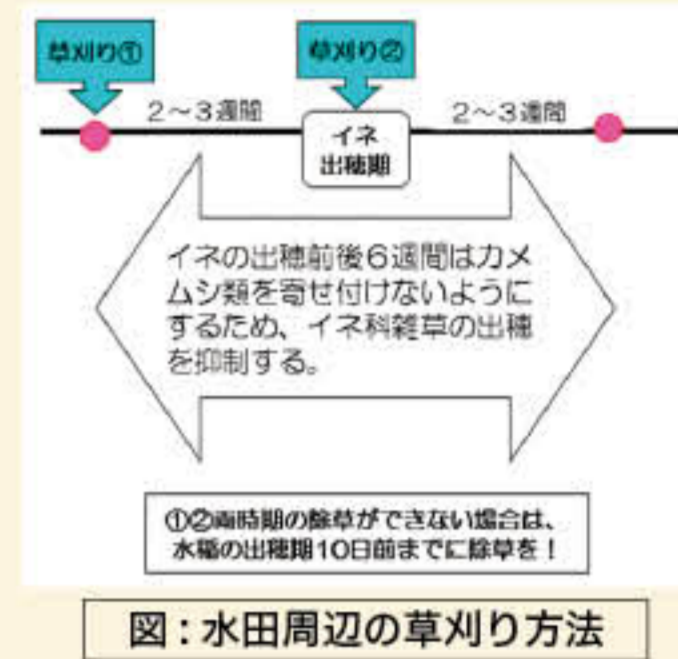 草刈り①
草刈り②
2~3週間
イネ
出穂期
2~3週間
イネの出穂前後6週間はカメ
ムシ類を寄せ付けないように
するため、イネ科雑草の出穂
を抑制する。
①②両時期の除草ができない場合は、
水稲の出穂期10日前までに除草を!
図:水田周辺の草刈り方法